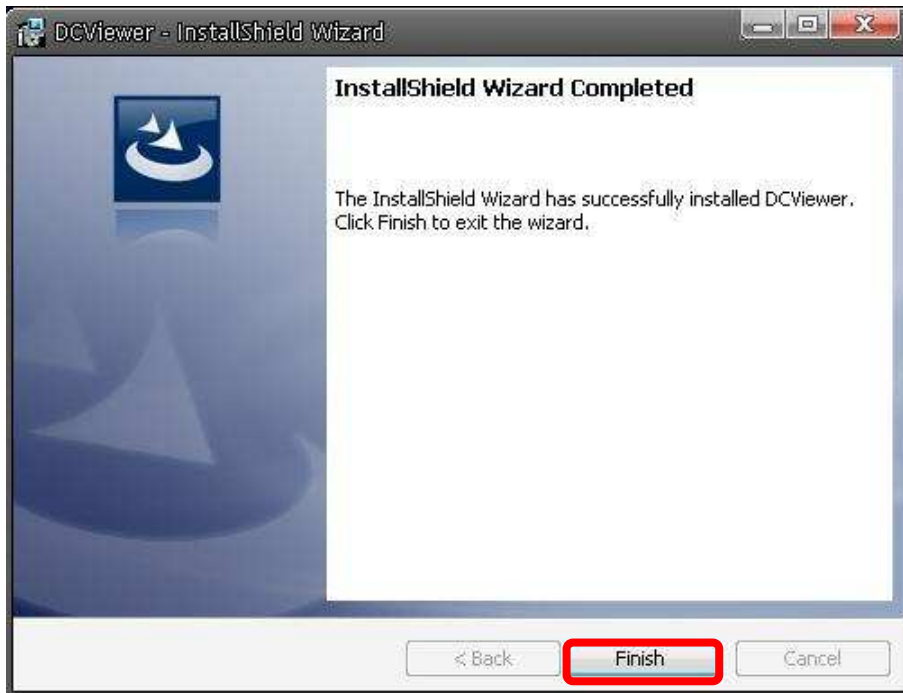 DCViewer - InstallShield Wizard
InstallShield Wizard Completed
The InstallShield Wizard has successfully installed DCViewer.
Click Finish to exit the wizard.
< Back
Finish
Cancel